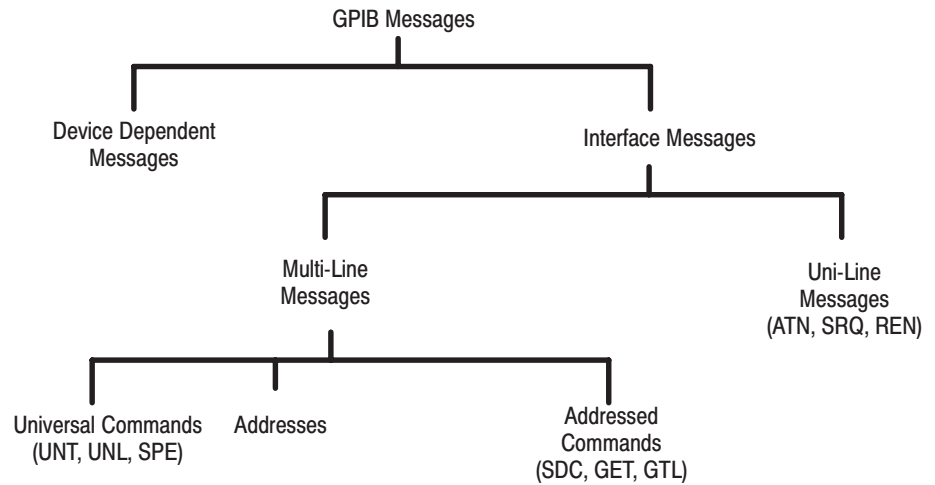 GPIB Messages
Device Dependent
Messages
Interface Messages
Multi-Line
Messages
Uni-Line
Messages
(ATN, SRQ, REN)
Universal Commands
(UNT, UNL, SPE)
Addresses
Addressed
Commands
(SDC, GET, GTL)